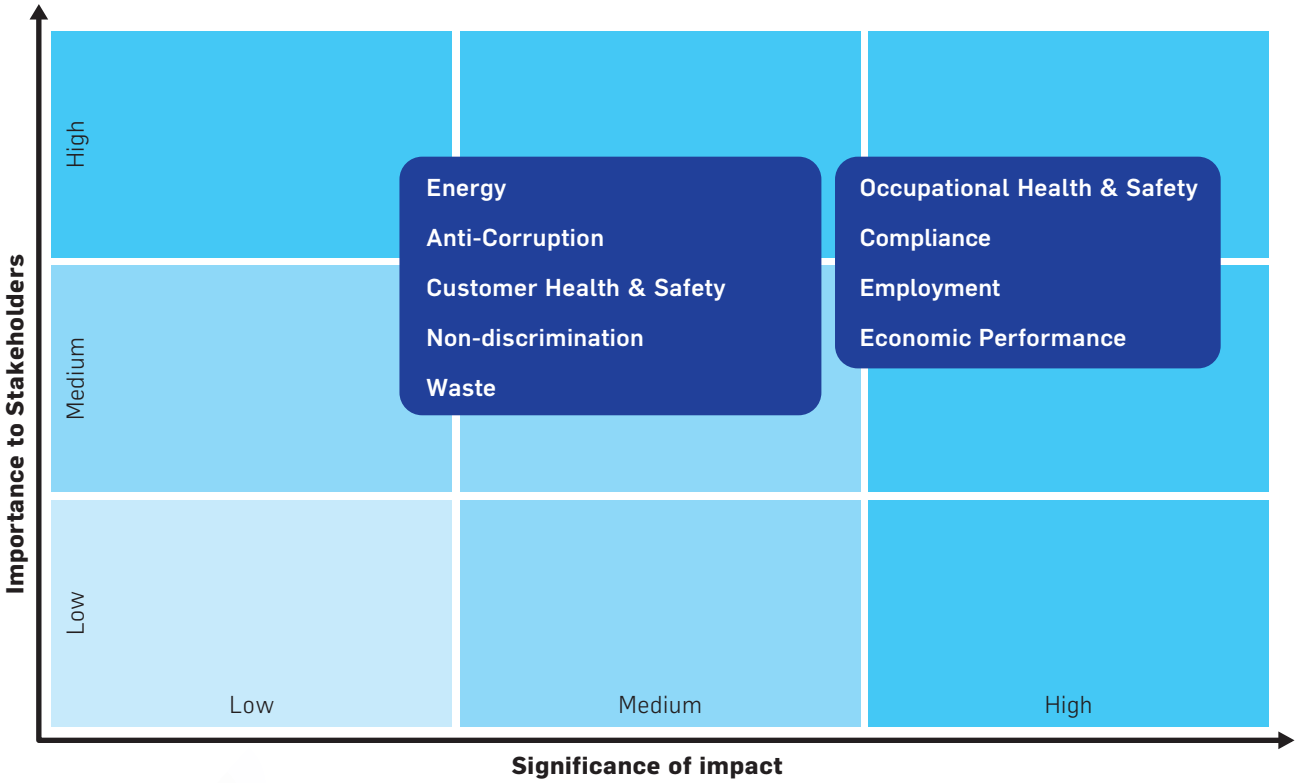 Importance to Stakeholders
High
Medium
Low
Energy
Anti-Corruption
Customer Health & Safety
Non-discrimination
Waste
Occupational Health & Safety
Compliance
Employment
Economic Performance
Low
Medium
High
Significance of impact